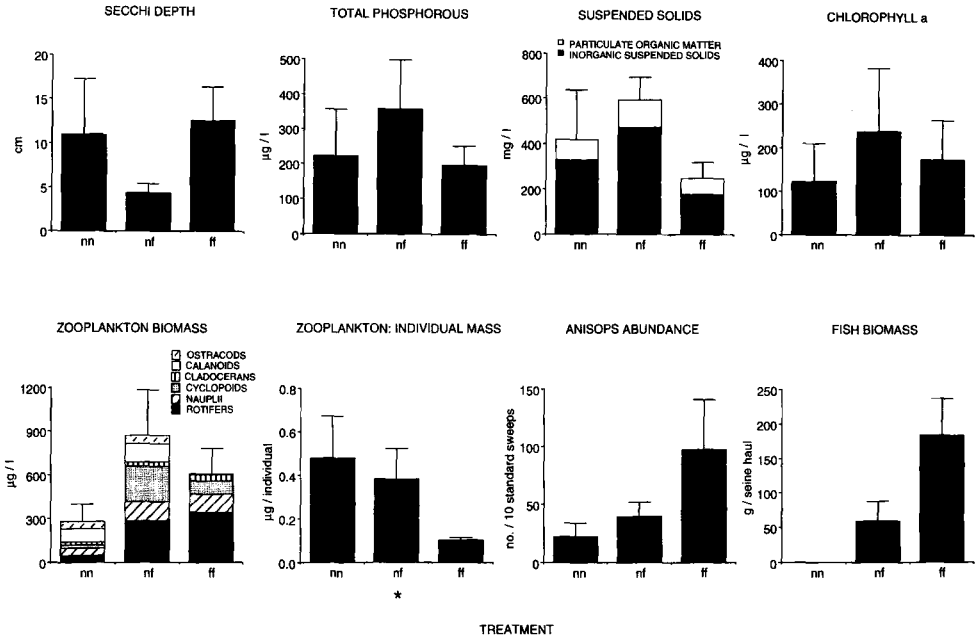 SECCHI DEPTH
TOTAL PHOSPHOROUS
SUSPENDED SOLIDS
CHLOROPHYLL a
20
15
10
5
0
cm
nn nf ff
500
400
300
200
100
0
µg / l
nn nf ff
PARTICULATE ORGANIC MATTER
INORGANIC SUSPENDED SOLIDS
800
600
400
200
0
mg / l
nn nf ff
400
300
200
100
0
µg / l
nn nf ff
ZOOPLANKTON BIOMASS
ZOOPLANKTON: INDIVIDUAL MASS
ANISOPS ABUNDANCE
FISH BIOMASS
OSTRACODS
CALANOIDS
CLADOCERANS
CYCLOPOIDS
NAUPLII
ROTIFERS
1200
900
600
300
0
µg / l
nn nf ff
0.8
0.6
0.4
0.2
0.0
µg / individual
nn nf ff
*
150
100
50
0
no. / 10 standard sweeps
nn nf ff
250
200
150
100
50
0
g / seine haul
nn nf ff
TREATMENT